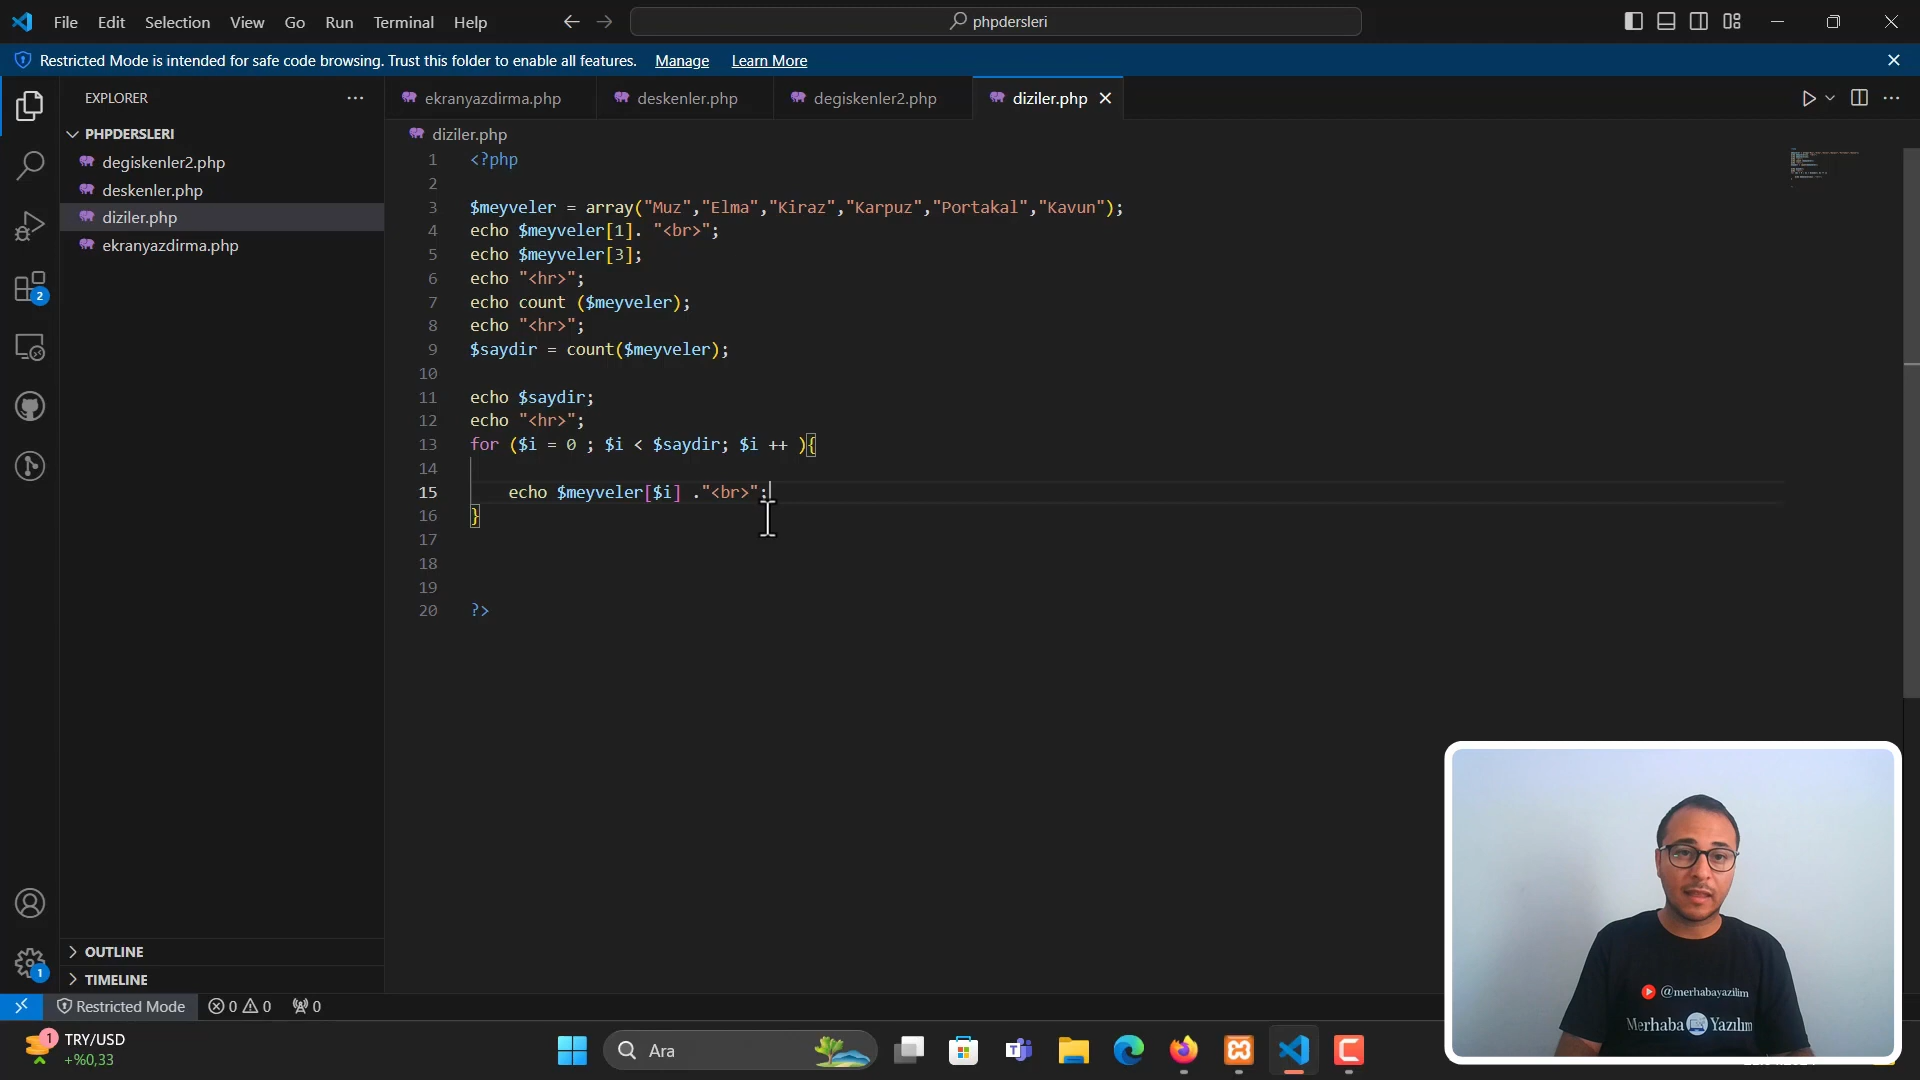 File Edit Selection View Go Run Terminal Help
phpdersleri
Restricted Mode is intended for safe code browsing. Trust this folder to enable all features. Manage Learn More
EXPLORER
PHPDERSLERI
degiskenler2.php
deskenler.php
diziler.php
ekranyazdirma.php
OUTLINE
TIMELINE
2
1
ekranyazdirma.php deskenler.php degiskenler2.php diziler.php
diziler.php
1 <?php
2
3 $meyveler = array("Muz","Elma","Kiraz","Karpuz","Portakal","Kavun");
4 echo $meyveler[1]. "<br>";
5 echo $meyveler[3];
6 echo "<hr>";
7 echo count ($meyveler);
8 echo "<hr>";
9 $saydir = count($meyveler);
10
11 echo $saydir;
12 echo "<hr>";
13 for ($i = 0 ; $i < $saydir; $i ++ ){
14
15 echo $meyveler[$i] ."<br>";
16 }
17
18
19
20 ?>
@merhabayazilim
Merhaba Yazılım
Restricted Mode 0 0 0
1 TRY/USD
+%0,33
Ara